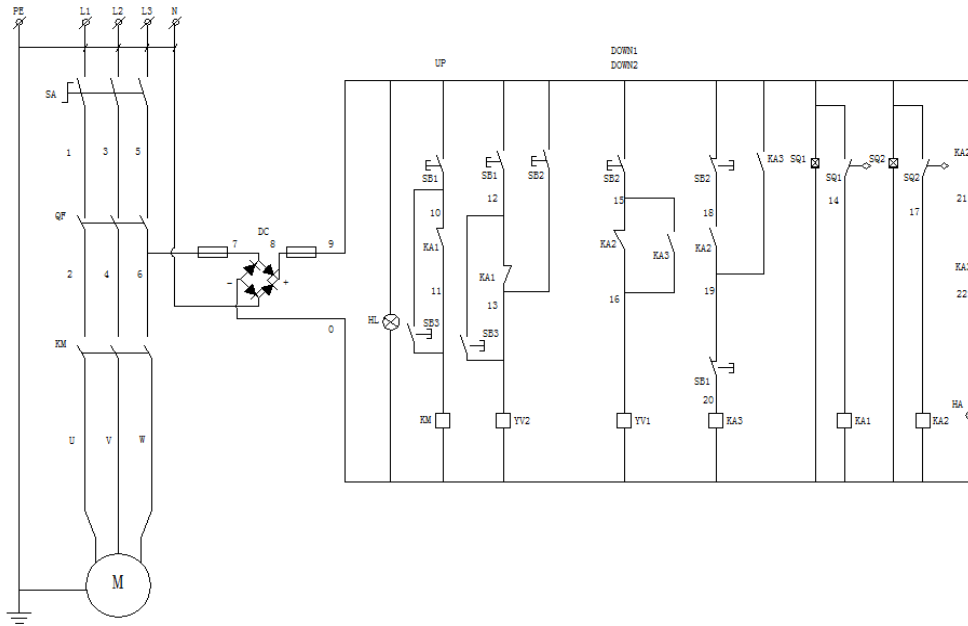 PE L1 L2 L3 N
DOWN1
UP DOWN2
SA
1 3 5
SB1 SB1 SB2 SB2 SB2 KA3 SQ1 SQ1 SQ2 SQ2 KA2
10 12 15 18 14 17 21
QF DC
7 8 9
KA1 KA1 KA2 KA3 KA2
2 4 6 - +
11 13 16 19 22
0
HL SB3 SB3
KM
SB1
20
HA
KM YV2 YV1 KA3 KA1 KA2
U V W
M